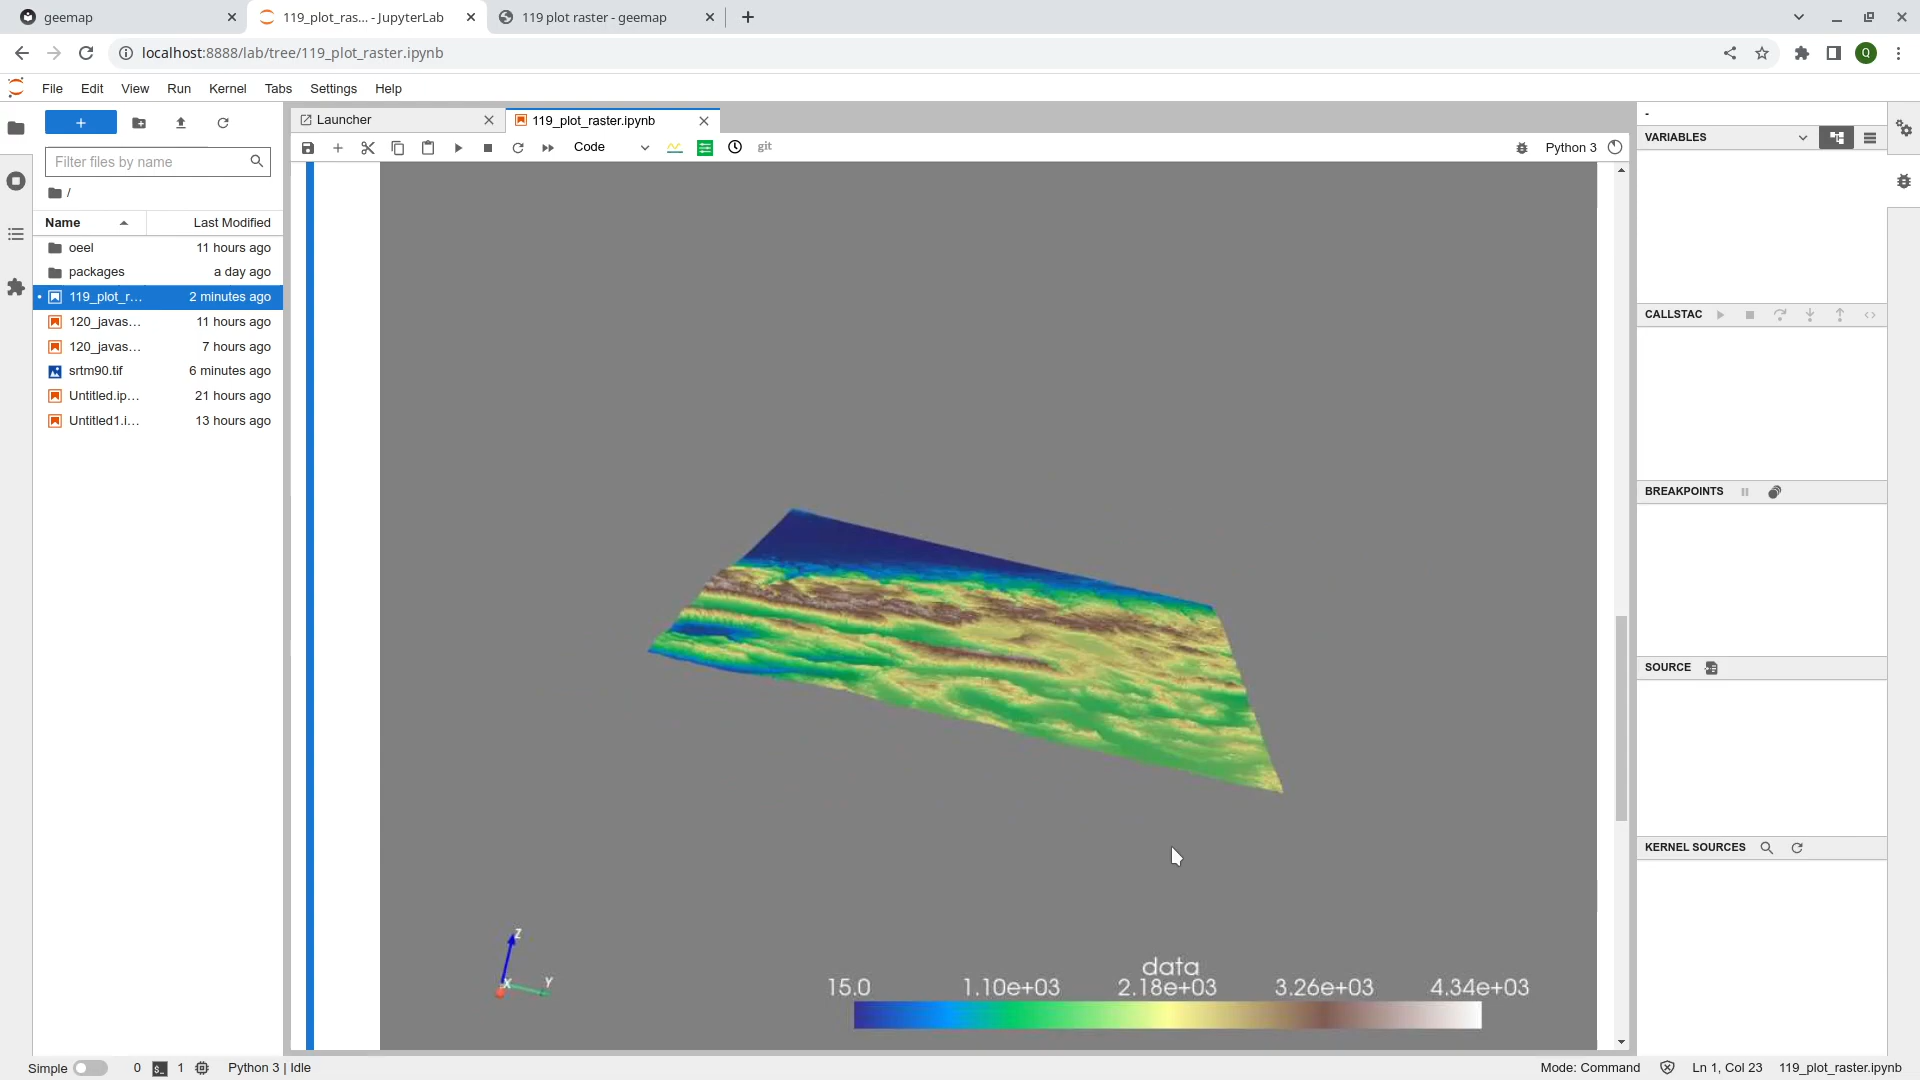 geemap
119_plot_ras... - JupyterLab
119 plot raster - geemap
localhost:8888/lab/tree/119_plot_raster.ipynb
Q
File Edit View Run Kernel Tabs Settings Help
Launcher
119_plot_raster.ipynb
Code
git
Python 3
Filter files by name
/
Name Last Modified
oeel 11 hours ago
packages a day ago
119_plot_r... 2 minutes ago
120_javas... 11 hours ago
120_javas... 7 hours ago
srtm90.tif 6 minutes ago
Untitled.ip... 21 hours ago
Untitled1.i... 13 hours ago
Z
X
Y
data
15.0 1.10e+03 2.18e+03 3.26e+03 4.34e+03
-
VARIABLES
CALLSTAC
BREAKPOINTS
SOURCE
KERNEL SOURCES
Simple 0 1 Python 3 | Idle
Mode: Command Ln 1, Col 23 119_plot_raster.ipynb